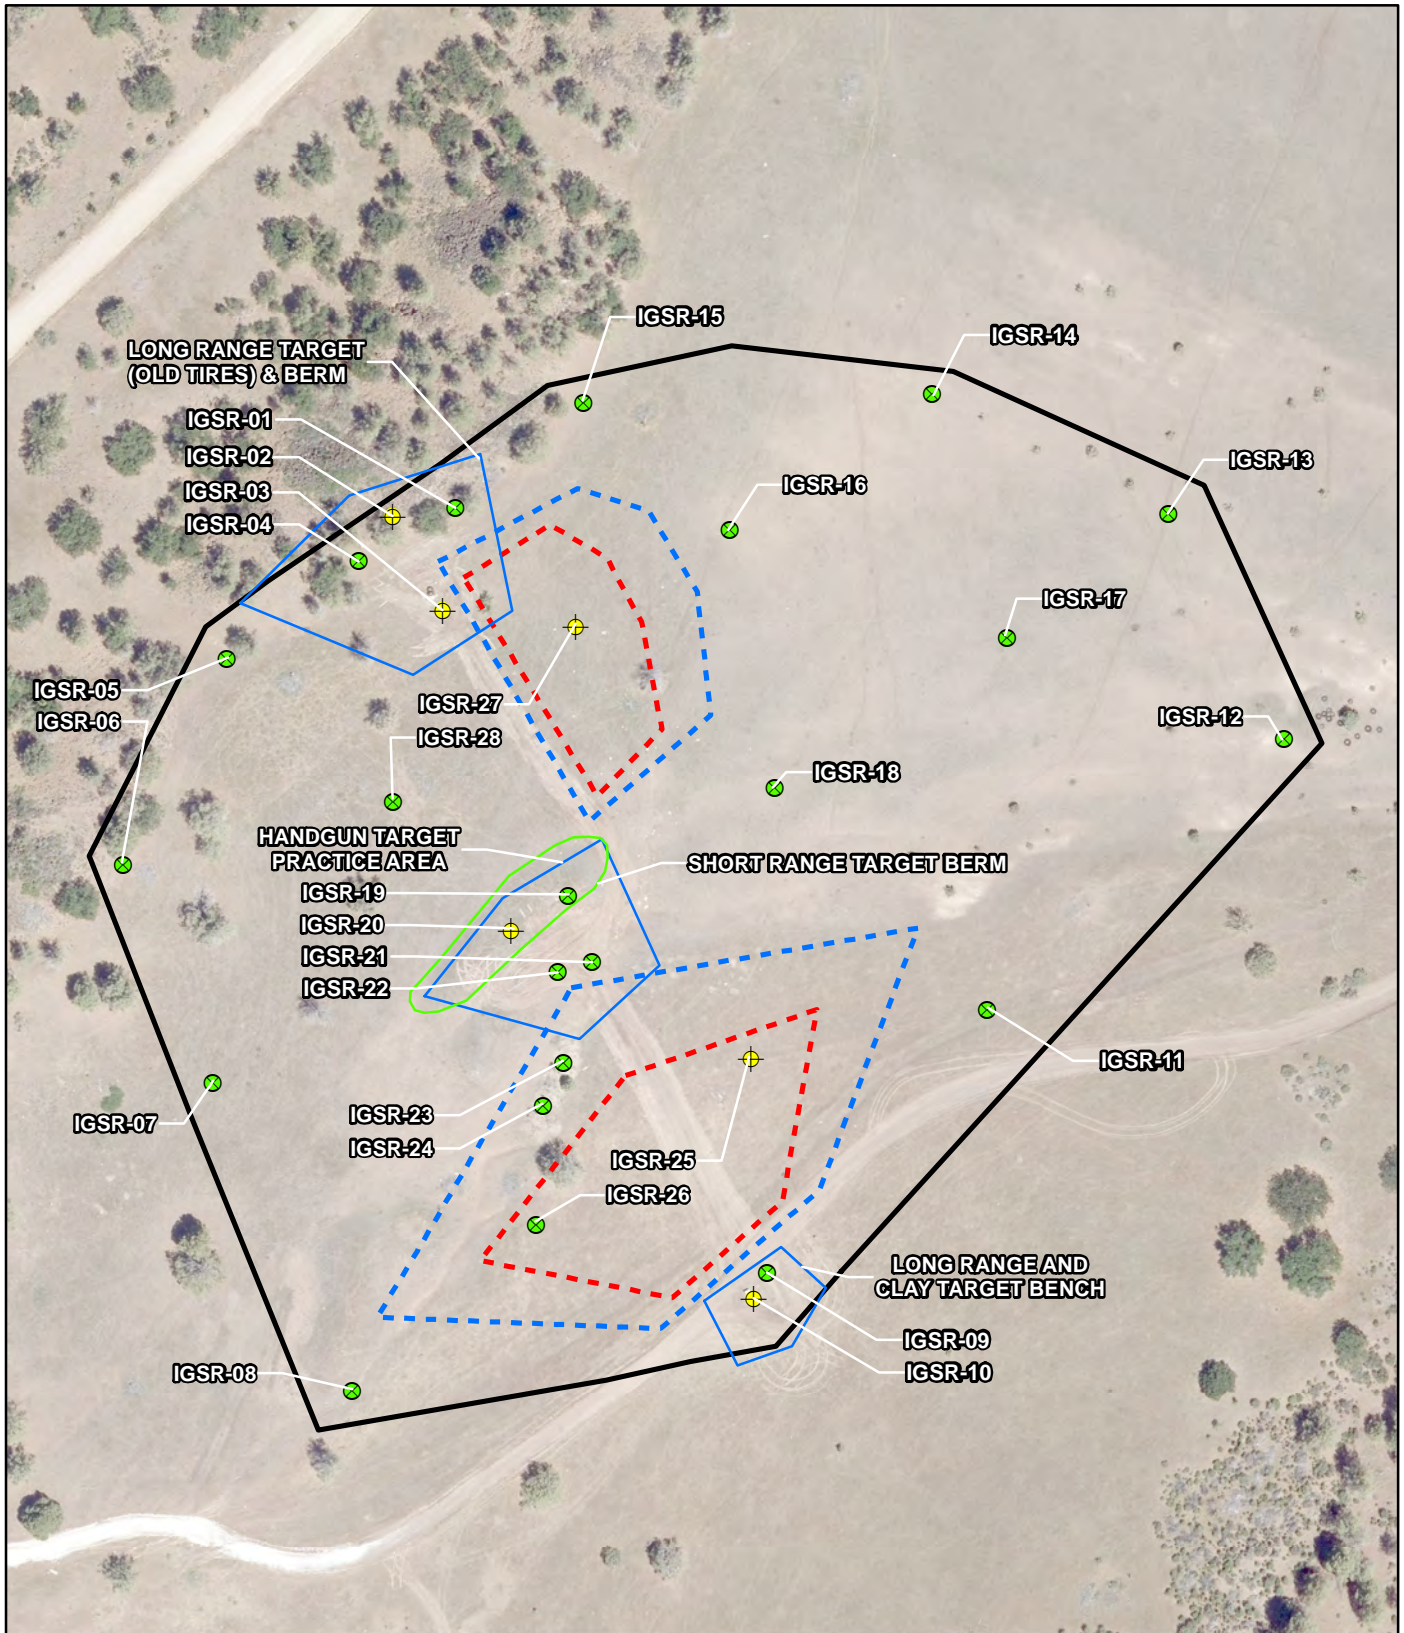 IGSR-15
IGSR-14
LONG RANGE TARGET
(OLD TIRES) & BERM
IGSR-01
IGSR-02
IGSR-03
IGSR-04
IGSR-13
IGSR-16
IGSR-17
IGSR-05
IGSR-06
IGSR-27
IGSR-28
IGSR-12
IGSR-18
HANDGUN TARGET
PRACTICE AREA
SHORT RANGE TARGET BERM
IGSR-19
IGSR-20
IGSR-21
IGSR-22
IGSR-11
IGSR-07
IGSR-23
IGSR-24
IGSR-25
IGSR-26
LONG RANGE AND
CLAY TARGET BENCH
IGSR-09
IGSR-10
IGSR-08